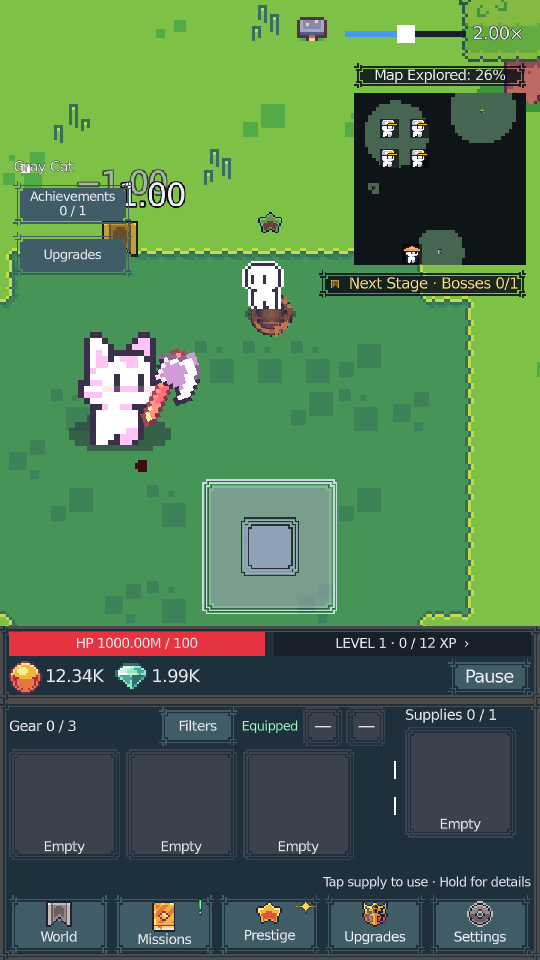 2.00×
Map Explored: 26%
Gray Cat
−1.00
1.00
Achievements
0 / 1
Upgrades
Next Stage · Bosses 0/1
HP 1000.00M / 100
LEVEL 1 · 0 / 12 XP ›
12.34K
1.99K
Pause
Gear 0 / 3
Filters
Equipped
—
—
Supplies 0 / 1
Empty
Empty
Empty
Empty
Tap supply to use · Hold for details
World
Missions
Prestige
Upgrades
Settings